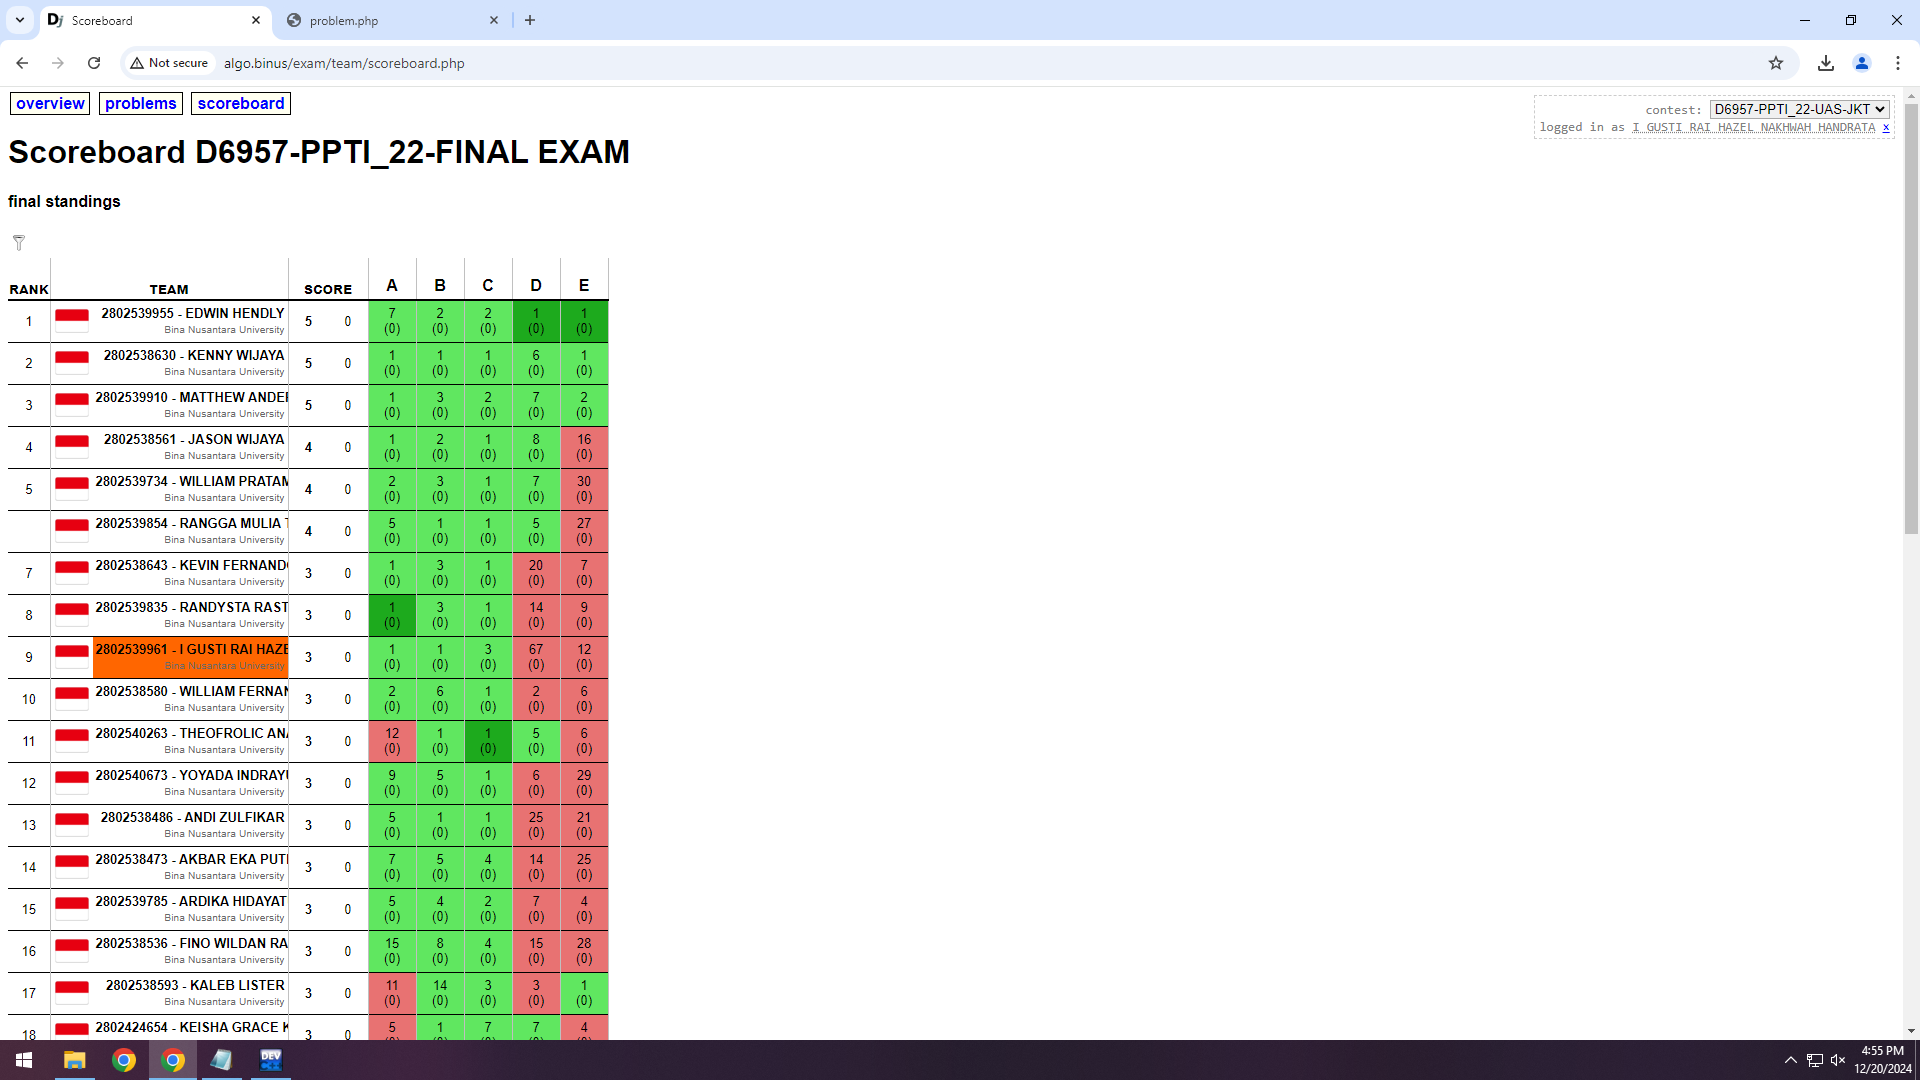 Scoreboard
problem.php
Not secure
algo.binus/exam/team/scoreboard.php
overview problems scoreboard
contest: D6957-PPTI_22-UAS-JKT
logged in as I GUSTI RAI HAZEL NAKHWAH HANDRATA x
Scoreboard D6957-PPTI_22-FINAL EXAM
final standings
RANK TEAM SCORE A B C D E
1 2802539955 - EDWIN HENDLY 5 0 7 2 2 1 1
Bina Nusantara University (0) (0) (0) (0) (0)
2 2802538630 - KENNY WIJAYA 5 0 1 1 1 6 1
Bina Nusantara University (0) (0) (0) (0) (0)
3 2802539910 - MATTHEW ANDE 5 0 1 3 2 7 2
Bina Nusantara University (0) (0) (0) (0) (0)
4 2802538561 - JASON WIJAYA 4 0 1 2 1 8 16
Bina Nusantara University (0) (0) (0) (0) (0)
5 2802539734 - WILLIAM PRATAM 4 0 2 3 1 7 30
Bina Nusantara University (0) (0) (0) (0) (0)
2802539854 - RANGGA MULIA 4 0 5 1 1 5 27
Bina Nusantara University (0) (0) (0) (0) (0)
7 2802538643 - KEVIN FERNAND 3 0 1 3 1 20 7
Bina Nusantara University (0) (0) (0) (0) (0)
8 2802539835 - RANDYSTA RAST 3 0 1 3 1 14 9
Bina Nusantara University (0) (0) (0) (0) (0)
9 2802539961 - I GUSTI RAI HAZE 3 0 1 1 3 67 12
Bina Nusantara University (0) (0) (0) (0) (0)
10 2802538580 - WILLIAM FERNAN 3 0 2 6 1 2 6
Bina Nusantara University (0) (0) (0) (0) (0)
11 2802540263 - THEOFROLIC AN 3 0 12 1 1 5 6
Bina Nusantara University (0) (0) (0) (0) (0)
12 2802540673 - YOYADA INDRAY 3 0 9 5 1 6 29
Bina Nusantara University (0) (0) (0) (0) (0)
13 2802538486 - ANDI ZULFIKAR 3 0 5 1 1 25 21
Bina Nusantara University (0) (0) (0) (0) (0)
14 2802538473 - AKBAR EKA PUT 3 0 7 5 4 14 25
Bina Nusantara University (0) (0) (0) (0) (0)
15 2802539785 - ARDIKA HIDAYAT 3 0 5 4 2 7 4
Bina Nusantara University (0) (0) (0) (0) (0)
16 2802538536 - FINO WILDAN RA 3 0 15 8 4 15 28
Bina Nusantara University (0) (0) (0) (0) (0)
17 2802538593 - KALEB LISTER 3 0 11 14 3 3 1
Bina Nusantara University (0) (0) (0) (0) (0)
18 2802424654 - KEISHA GRACE 3 0 5 1 7 7 4
DEV
4:55 PM
12/20/2024